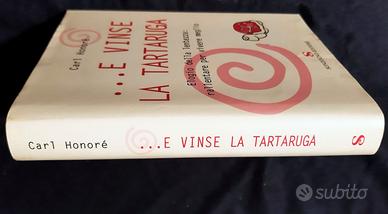 Carl Honoré
...E VINSE
LA TARTARUGA
Elogio della lentezza:
rallentare per vivere meglio
Carl Honoré ...E VINSE LA TARTARUGA
subito